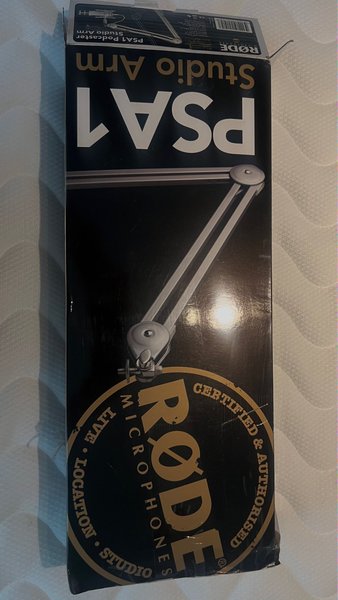 RØDE
PSA1 Podcaster
Studio Arm
PSA1
Studio Arm
CERTIFIED & AUTHORISED
RØDE®
MICROPHONES
LIVE • LOCATION • STUDIO